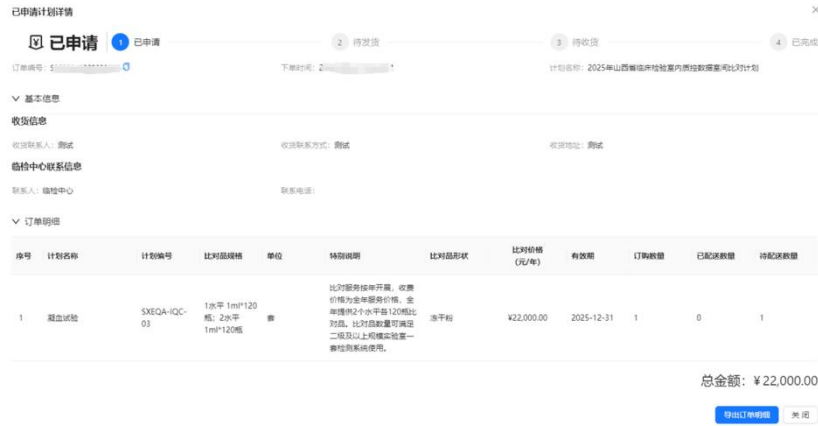 已申请计划详情
已申请 1 已申请 2 待发货 3 待收货 4 已完成
订单编号： 下单时间： 计划名称：2025年山西省临床检验室内质控数据室间比对计划
基本信息
收货信息
收货联系人：测试 收货联系方式：测试 收货地址：测试
临检中心联系信息
联系人：临检中心 联系电话：
订单明细
序号 计划名称 计划编号 比对品规格 单位 特别说明 比对品形状 比对价格（元/年） 有效期 订购数量 已配送数量 待配送数量
1 凝血试验 SXEQA-IQC-03 1水平 1ml*120瓶；2水平 1ml*120瓶 套 比对服务按年开展，收费价格为全年服务价格，全年提供2个水平各120瓶比对品。比对品数量可满足二级及以上规模实验室一套检测系统使用。 冻干粉 ¥22,000.00 2025-12-31 1 0 1
总金额：¥22,000.00
导出订单明细 关闭